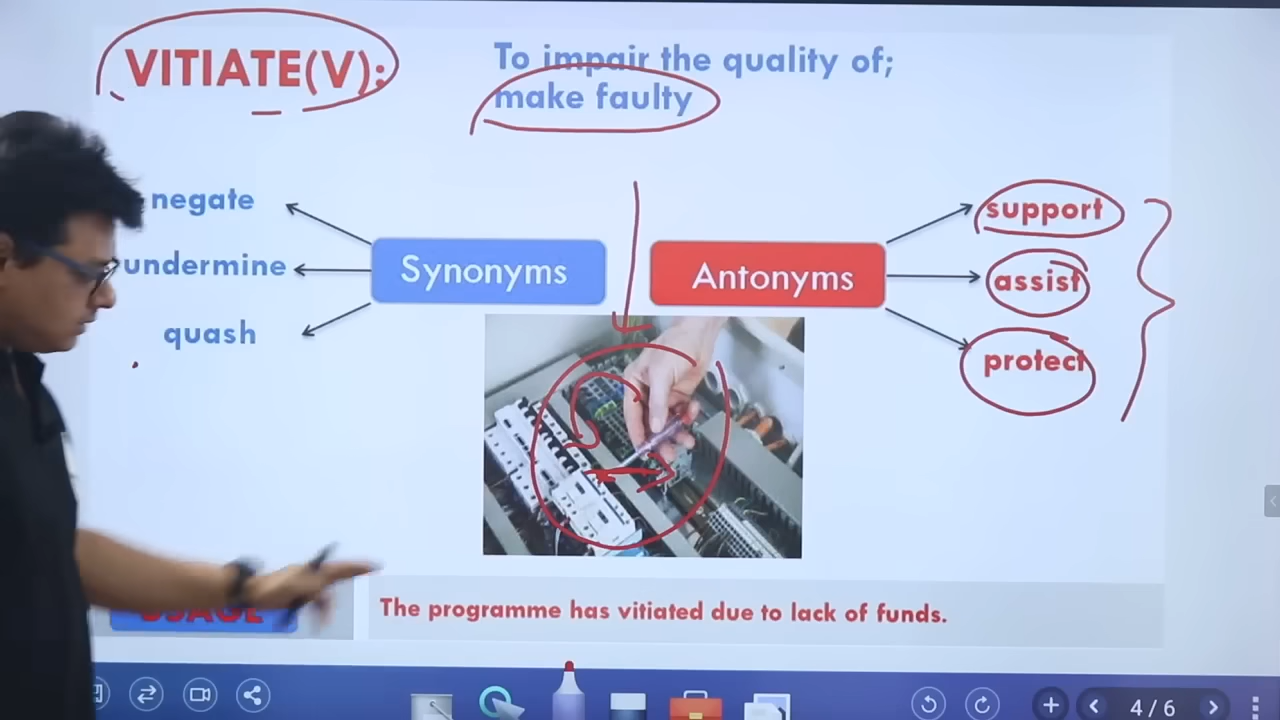 VITIATE(V):
To impair the quality of;
make faulty
negate
undermine
quash
Synonyms
Antonyms
support
assist
protect
USAGE
The programme has vitiated due to lack of funds.
4/6